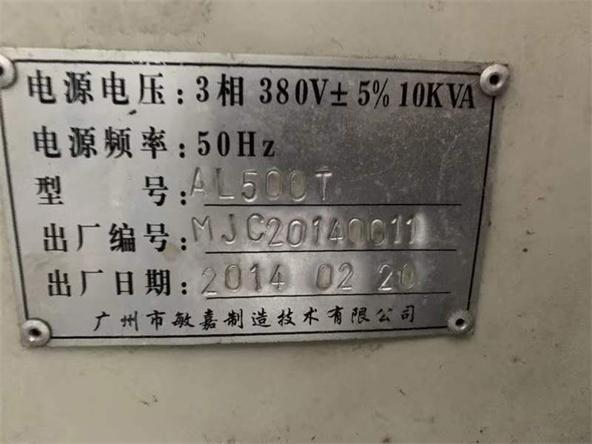 电源电压:3相 380V±5% 10KVA
电源频率:50Hz
型 号:AL500T
出厂编号:MJC20140011
出厂日期:2014 02 20
广州市敏嘉制造技术有限公司